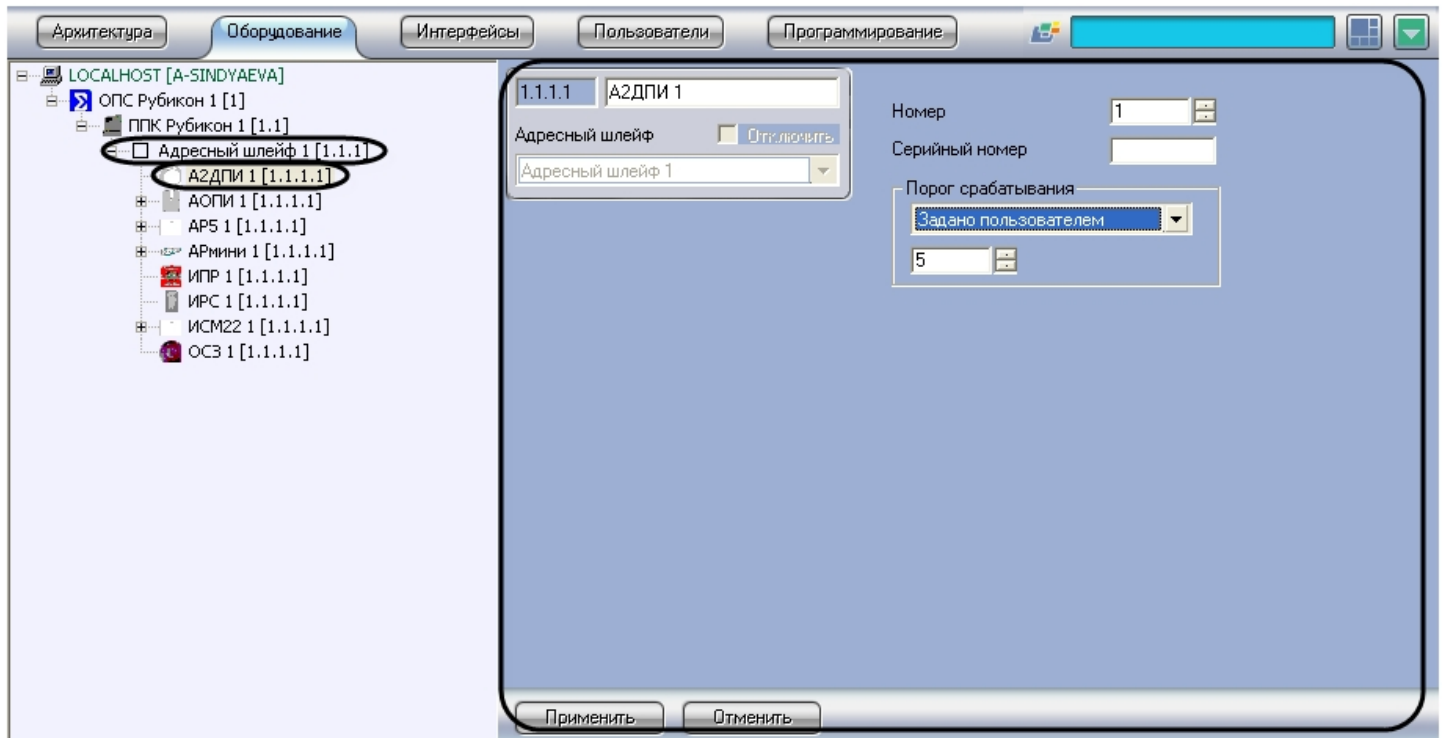 Архитектура Оборудование Интерфейсы Пользователи Программирование
LOCALHOST [A-SINDYAEVA]
ОПС Рубикон 1 [1]
ППК Рубикон 1 [1.1]
Адресный шлейф 1 [1.1.1]
А2ДПИ 1 [1.1.1.1]
АОПИ 1 [1.1.1.1]
АР5 1 [1.1.1.1]
АРмини 1 [1.1.1.1]
ИПР 1 [1.1.1.1]
ИРС 1 [1.1.1.1]
ИСМ22 1 [1.1.1.1]
ОСЗ 1 [1.1.1.1]
1.1.1.1 А2ДПИ 1
Адресный шлейф Отключить
Адресный шлейф 1
Номер 1
Серийный номер
Порог срабатывания
Задано пользователем
5
Применить Отменить